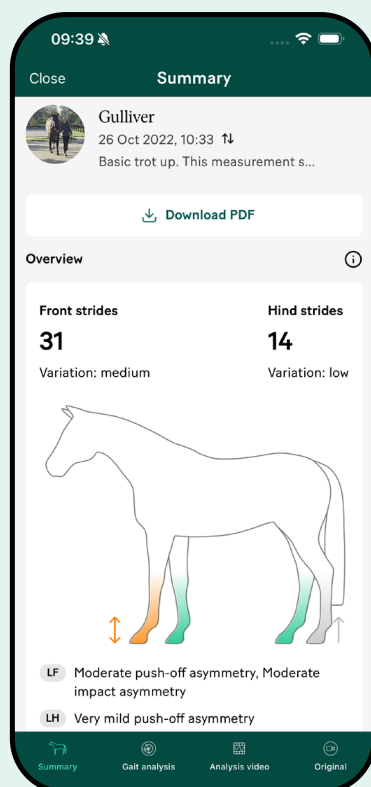 09:39
Close Summary
Gulliver
26 Oct 2022, 10:33
Basic trot up. This measurement s...
Download PDF
Overview
Front strides Hind strides
31 14
Variation: medium Variation: low
LF Moderate push-off asymmetry, Moderate
impact asymmetry
LH Very mild push-off asymmetry
Summary Gait analysis Analysis video Original